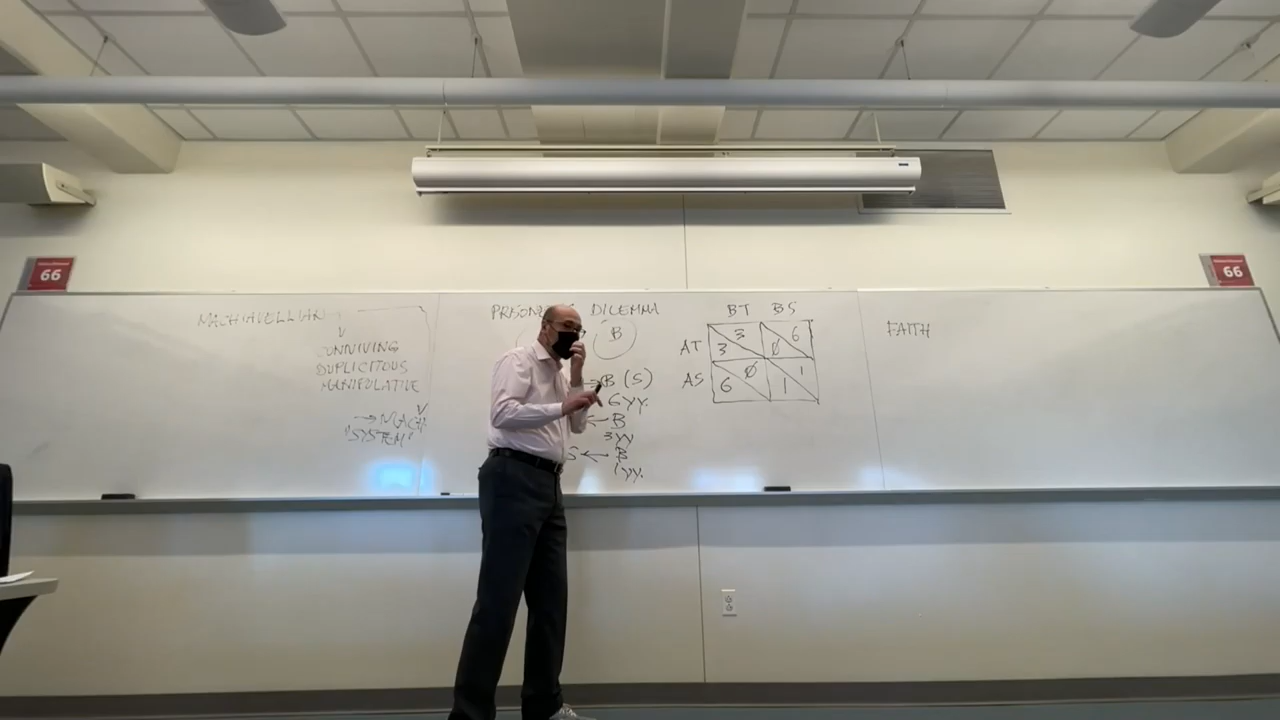 66
66
MACHIAVELLIAN
CONNIVING
DUPLICITOUS
MANIPULATIVE
→ MACH
"SYSTEM"
DILEMMA
B
→ B (S)
6 YY.
← B
3 YY
S ← B
1 YY.
BT BS
AT 3 3 Ø 6
AS 6 Ø 1 1
FAITH